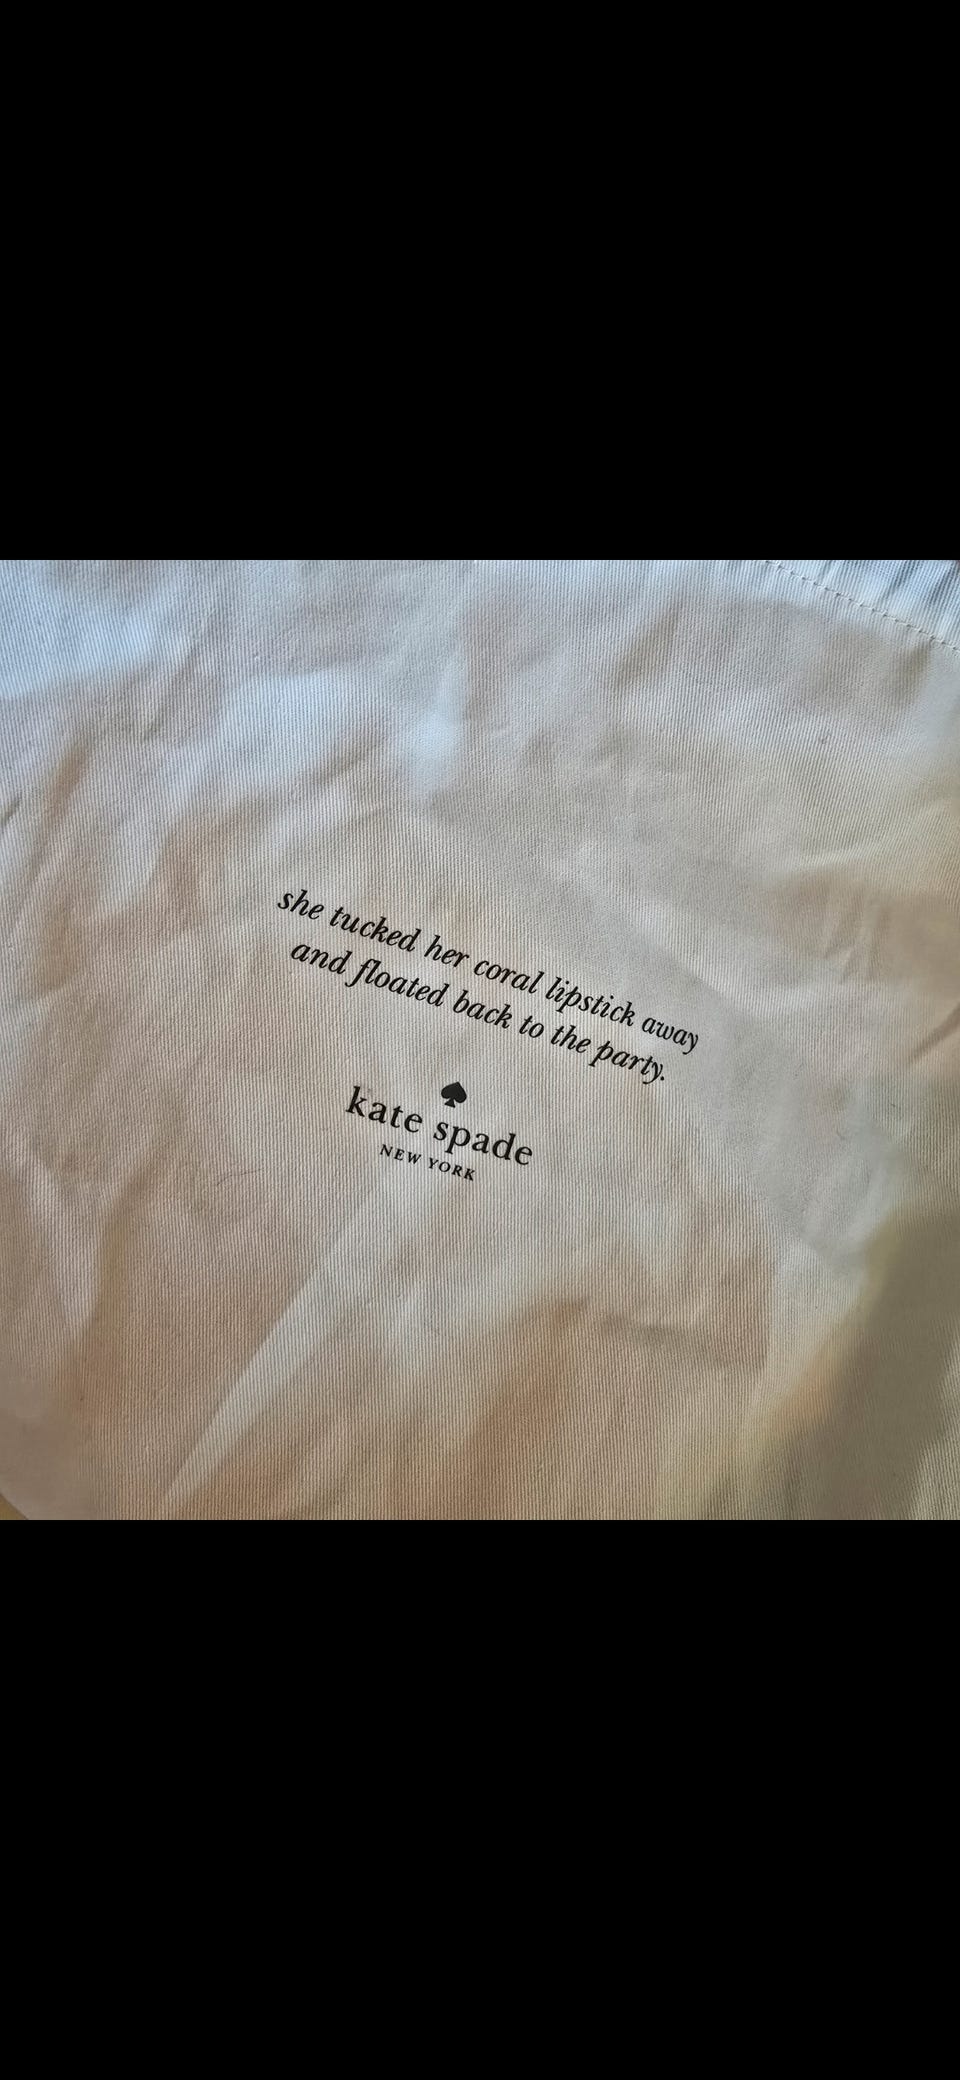 she tucked her coral lipstick away
and floated back to the party.
kate spade
NEW YORK